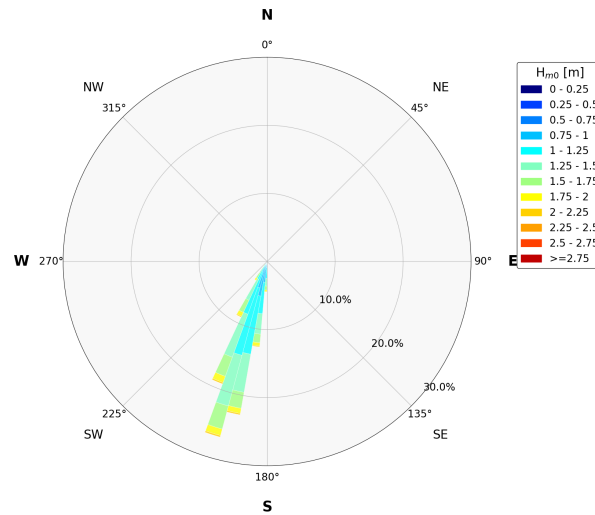 N
0°
NW
315°
NE
45°
W
270°
90°
E
10.0%
20.0%
30.0%
225°
SW
135°
SE
180°
S
H_m0 [m]
0 - 0.25
0.25 - 0.5
0.5 - 0.75
0.75 - 1
1 - 1.25
1.25 - 1.5
1.5 - 1.75
1.75 - 2
2 - 2.25
2.25 - 2.5
2.5 - 2.75
>=2.75